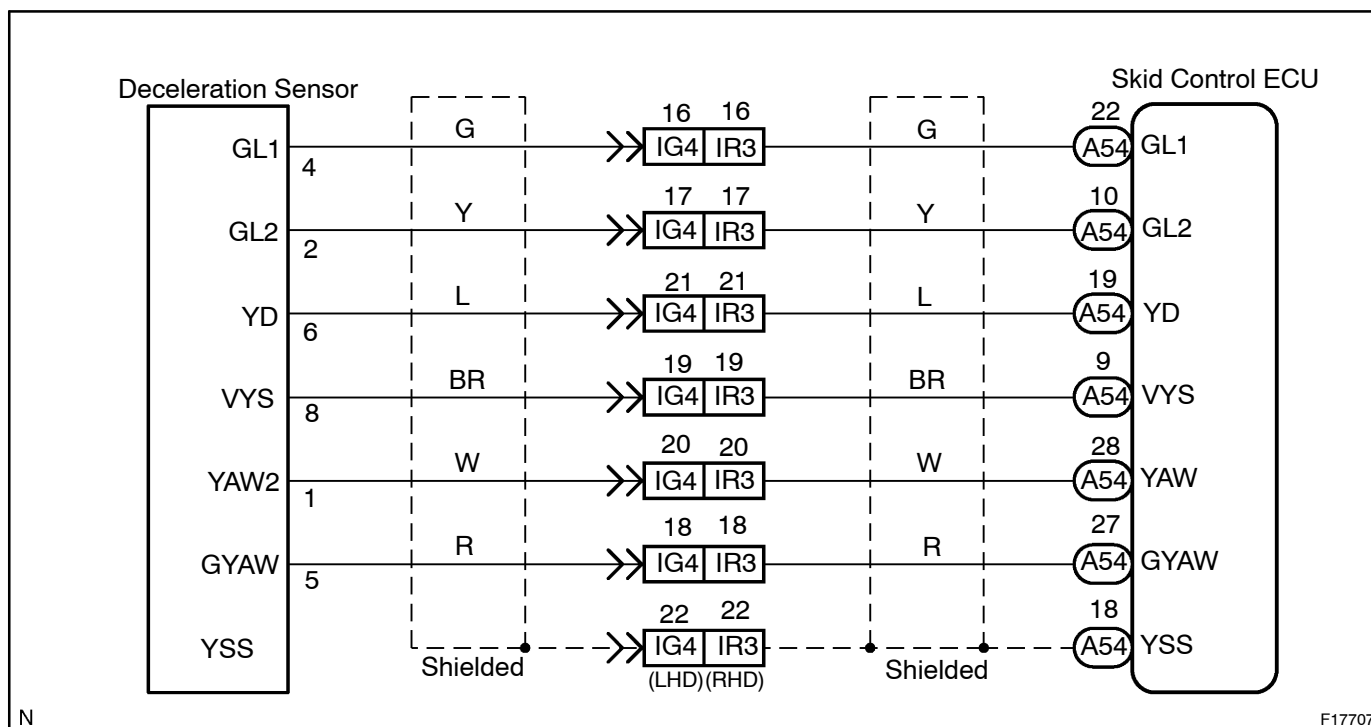 Deceleration Sensor
Skid Control ECU
GL1 4 G 16 16 IG4 IR3 G 22 A54 GL1
GL2 2 Y 17 17 IG4 IR3 Y 10 A54 GL2
YD 6 L 21 21 IG4 IR3 L 19 A54 YD
VYS 8 BR 19 19 IG4 IR3 BR 9 A54 VYS
YAW2 1 W 20 20 IG4 IR3 W 28 A54 YAW
GYAW 5 R 18 18 IG4 IR3 R 27 A54 GYAW
YSS 22 22 IG4 IR3 18 A54 YSS
Shielded (LHD) (RHD) Shielded
N F17707